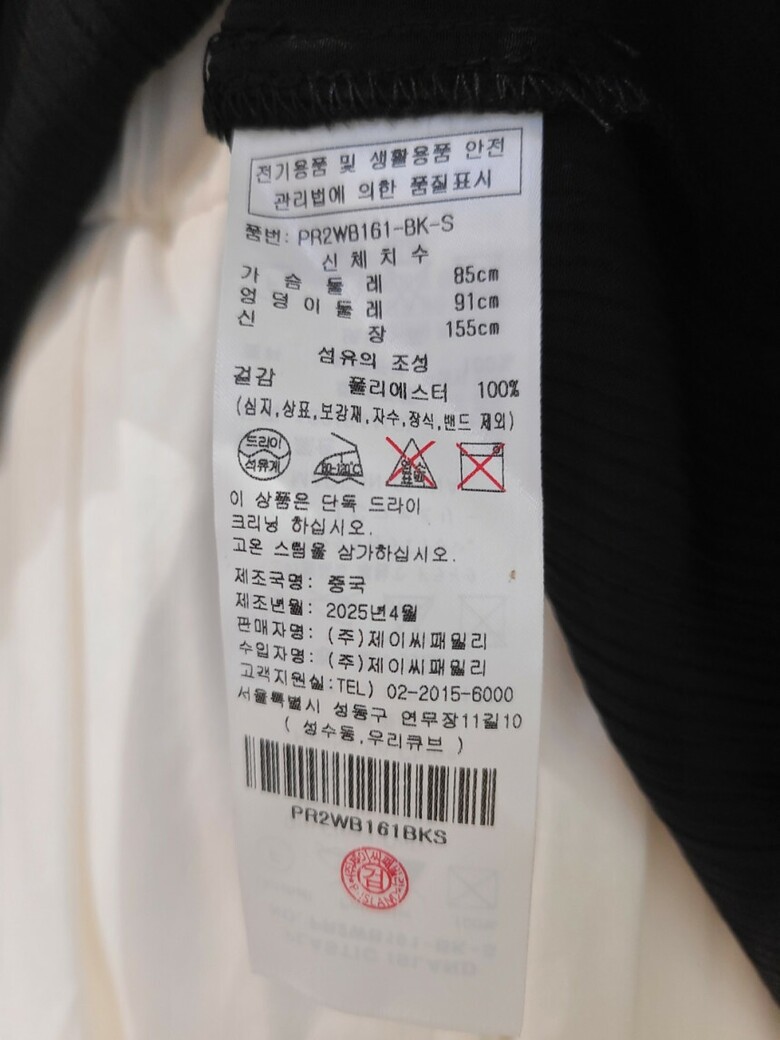 전기용품 및 생활용품 안전
관리법에 의한 품질표시
품번: PR2WB161-BK-S
신 체 치 수
가 슴 둘 레 85cm
엉 덩 이 둘 레 91cm
신 장 155cm
섬유의 조성
겉감 폴리에스터 100%
(심지,상표,보강재,자수,장식,밴드 제외)
드라이
석유계
80-120℃
염소
표백
이 상품은 단독 드라이
크리닝 하십시오.
고온 스팀을 삼가하십시오.
제조국명: 중국
제조년월: 2025년4월
판매자명: (주)제이씨패밀리
수입자명: (주)제이씨패밀리
고객지원실:TEL) 02-2015-6000
서울특별시 성동구 연무장11길10
( 성수동,우리큐브 )
PR2WB161BKS
검